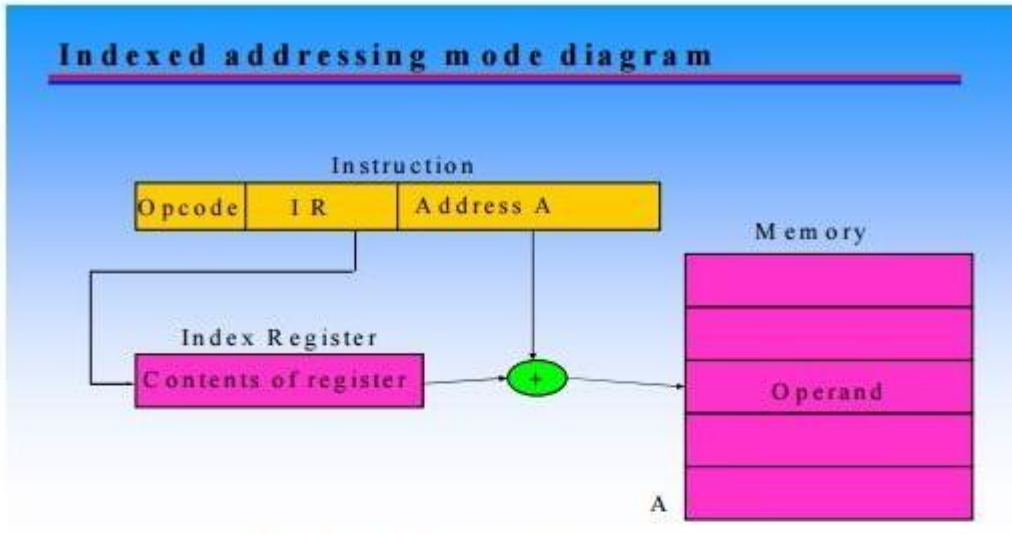 Indexed addressing mode diagram
Instruction
Opcode IR Address A
Memory
Index Register
Contents of register
+
Operand
A